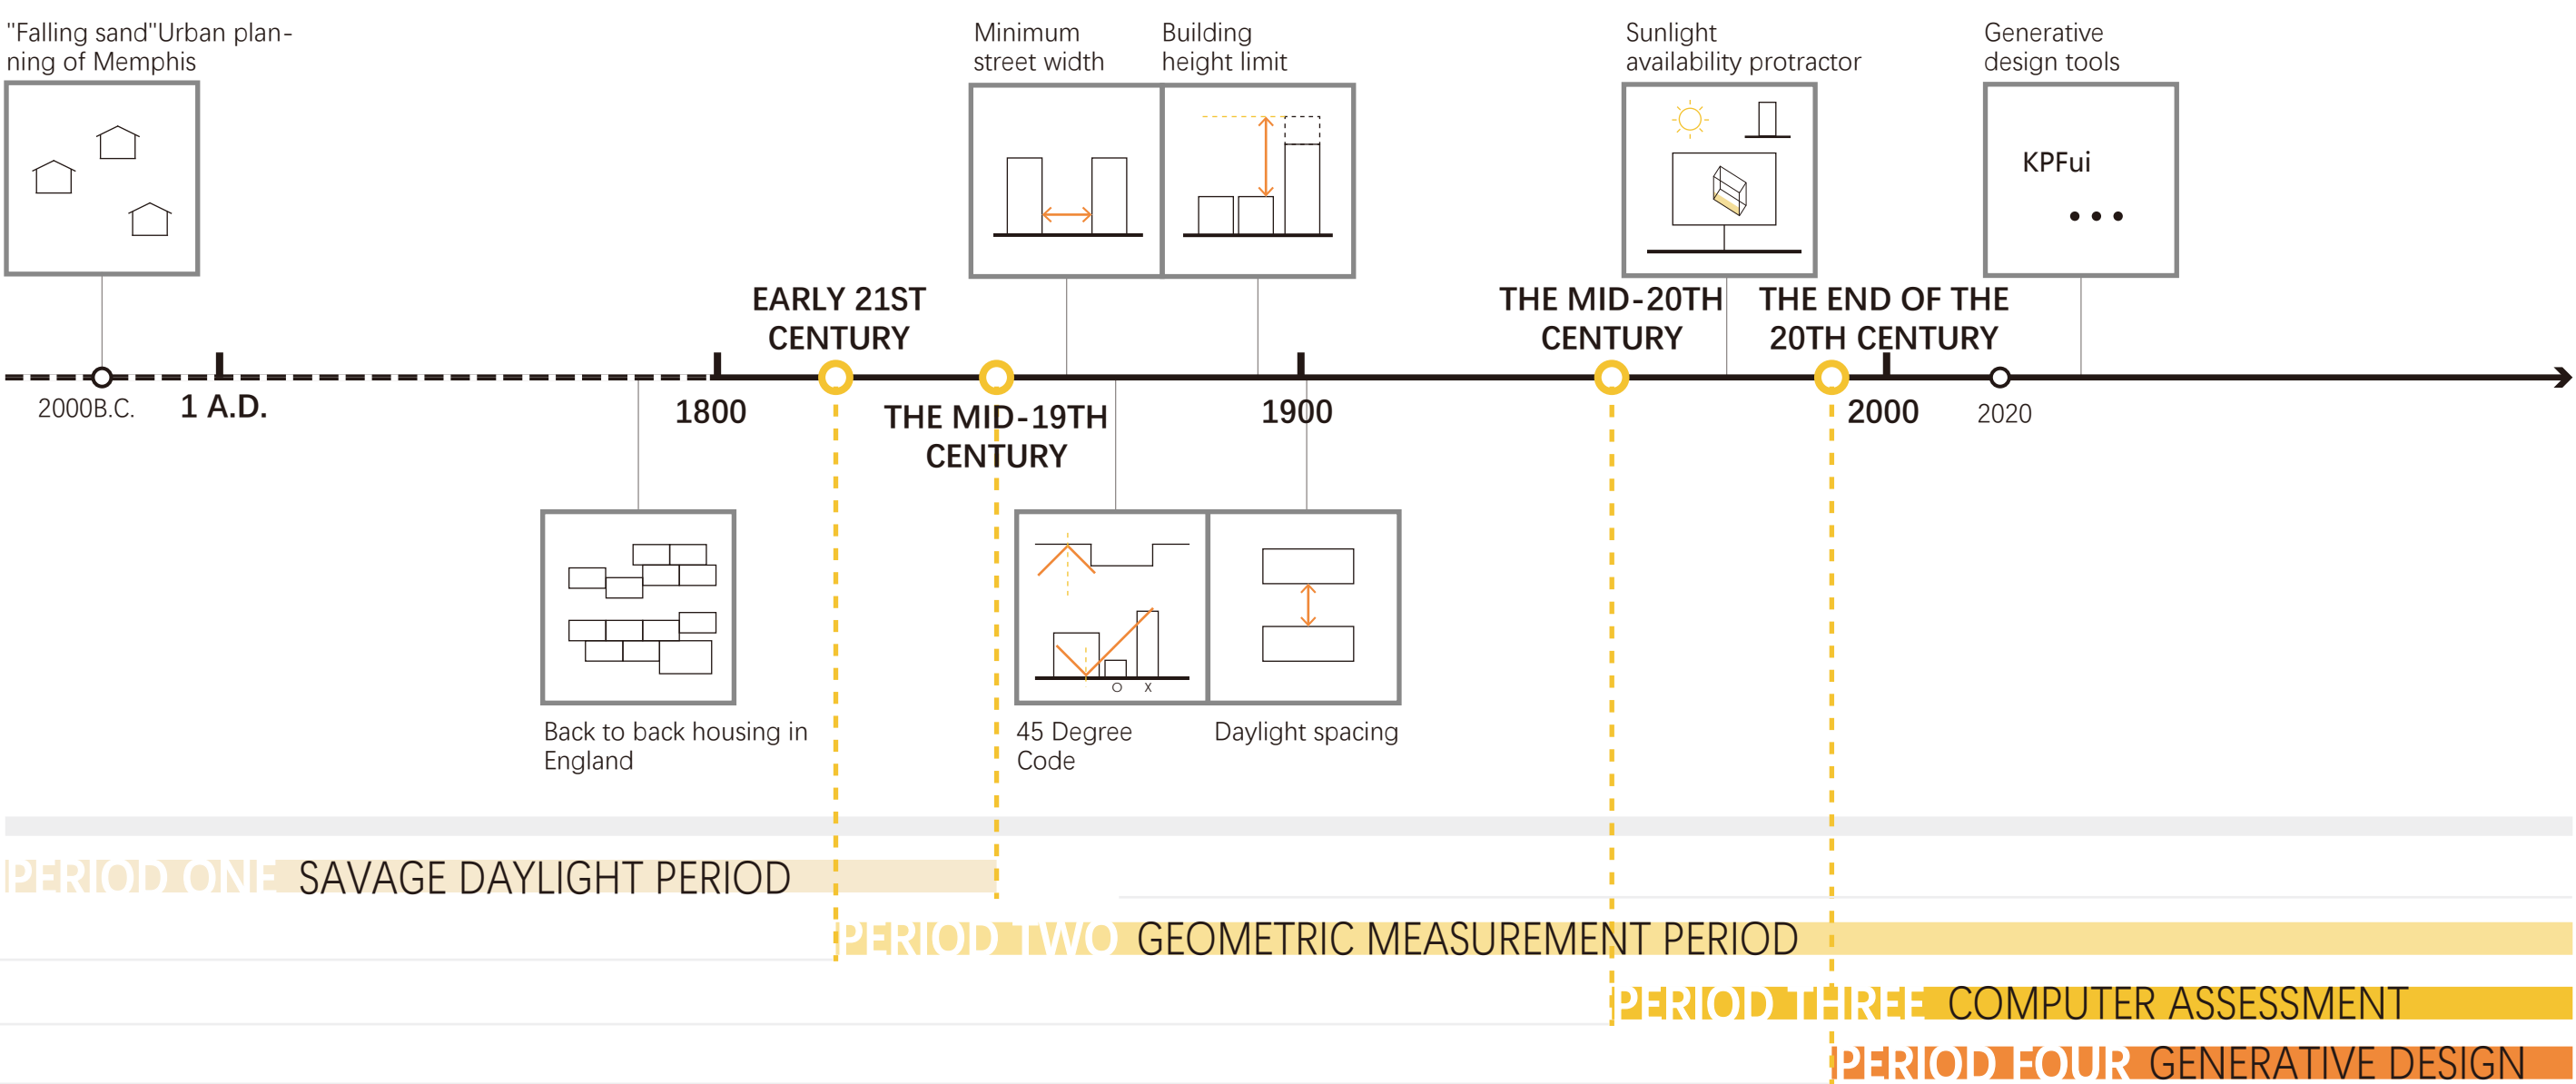 "Falling sand"Urban plan-
ning of Memphis
Minimum
street width
Building
height limit
Sunlight
availability protractor
Generative
design tools
KPFui
EARLY 21ST
CENTURY
THE MID-20TH
CENTURY
THE END OF THE
20TH CENTURY
2000B.C.
1 A.D.
1800
1900
2000
2020
THE MID-19TH
CENTURY
O
X
Back to back housing in
England
45 Degree
Code
Daylight spacing
PERIOD ONE SAVAGE DAYLIGHT PERIOD
PERIOD TWO GEOMETRIC MEASUREMENT PERIOD
PERIOD THREE COMPUTER ASSESSMENT
PERIOD FOUR GENERATIVE DESIGN